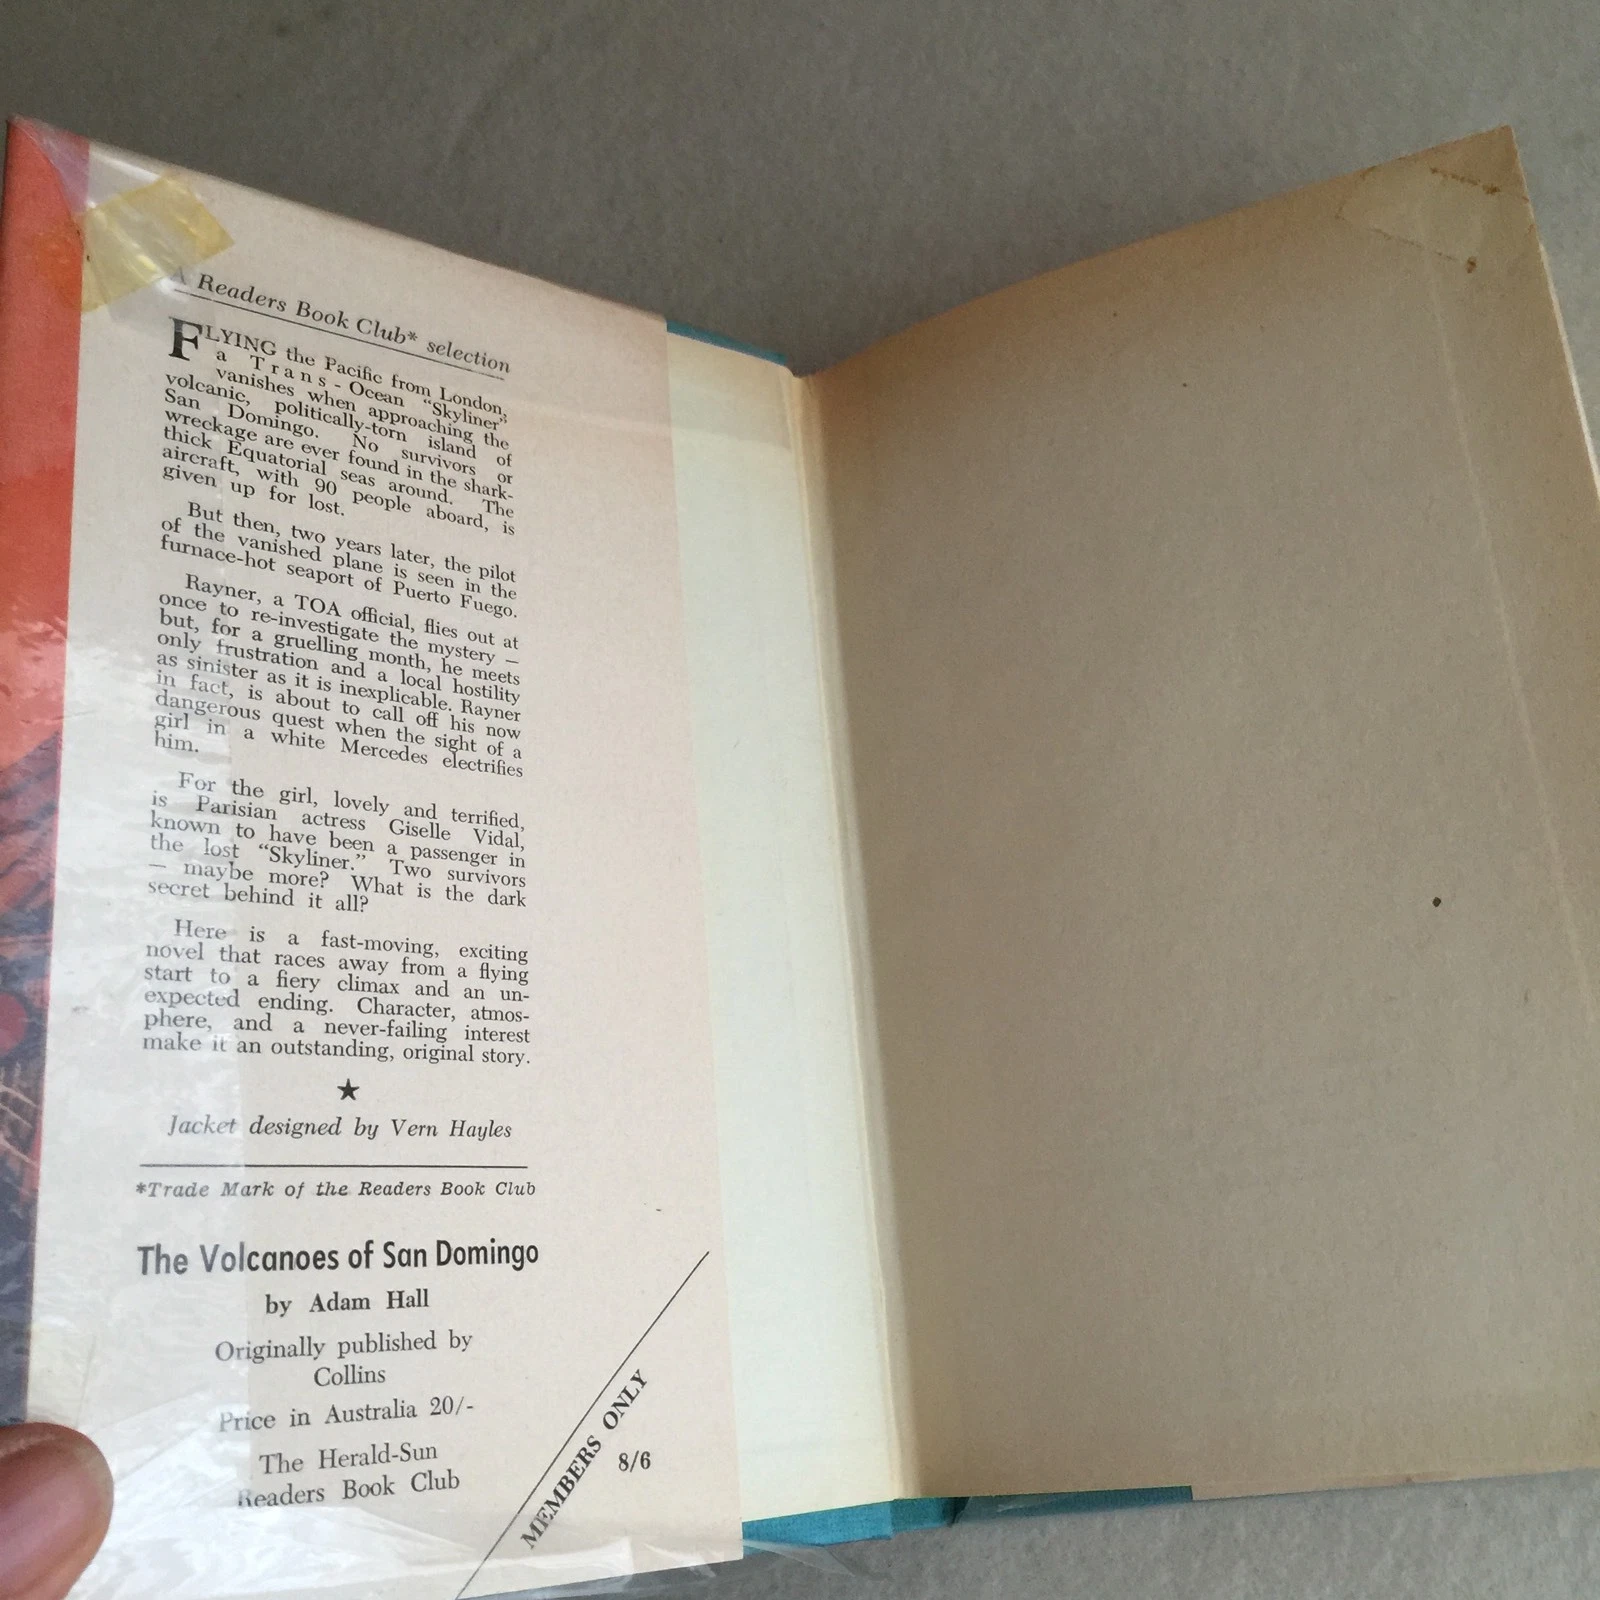 A Readers Book Club* selection
FLYING the Pacific from London,
a Trans-Ocean "Skyliner"
vanishes when approaching the
volcanic, politically-torn island of
San Domingo. No survivors or
wreckage are ever found in the shark-
thick Equatorial seas around. The
aircraft, with 90 people aboard, is
given up for lost.
But then, two years later, the pilot
of the vanished plane is seen in the
furnace-hot seaport of Puerto Fuego.
Rayner, a TOA official, flies out at
once to re-investigate the mystery –
but, for a gruelling month, he meets
only frustration and a local hostility
as sinister as it is inexplicable. Rayner
in fact, is about to call off his now
dangerous quest when the sight of a
girl in a white Mercedes electrifies
him.
For the girl, lovely and terrified,
is Parisian actress Giselle Vidal,
known to have been a passenger in
the lost "Skyliner." Two survivors
— maybe more? What is the dark
secret behind it all?
Here is a fast-moving, exciting
novel that races away from a flying
start to a fiery climax and an un-
expected ending. Character, atmos-
phere, and a never-failing interest
make it an outstanding, original story.
★
Jacket designed by Vern Hayles
*Trade Mark of the Readers Book Club
The Volcanoes of San Domingo
by Adam Hall
Originally published by
Collins
Price in Australia 20/-
The Herald-Sun
Readers Book Club
MEMBERS ONLY
8/6